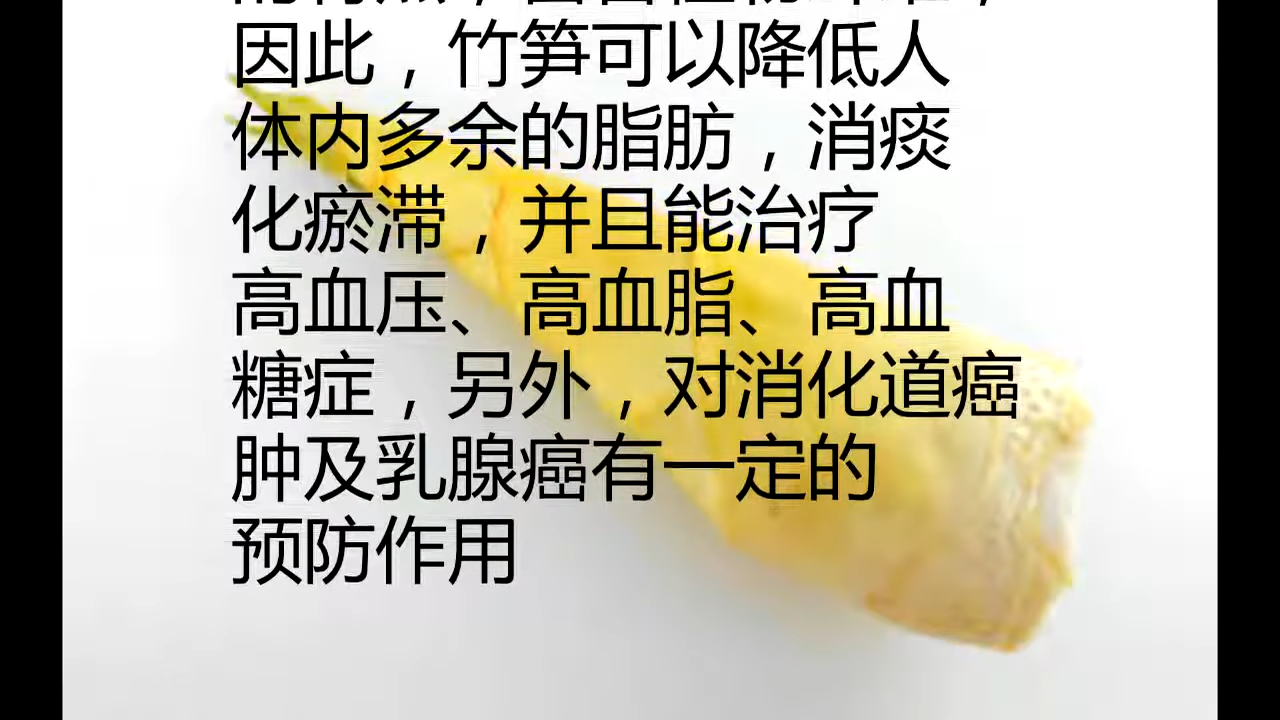 因此，竹笋可以降低人
体内多余的脂肪，消痰
化瘀滞，并且能治疗
高血压、高血脂、高血
糖症，另外，对消化道癌
肿及乳腺癌有一定的
预防作用